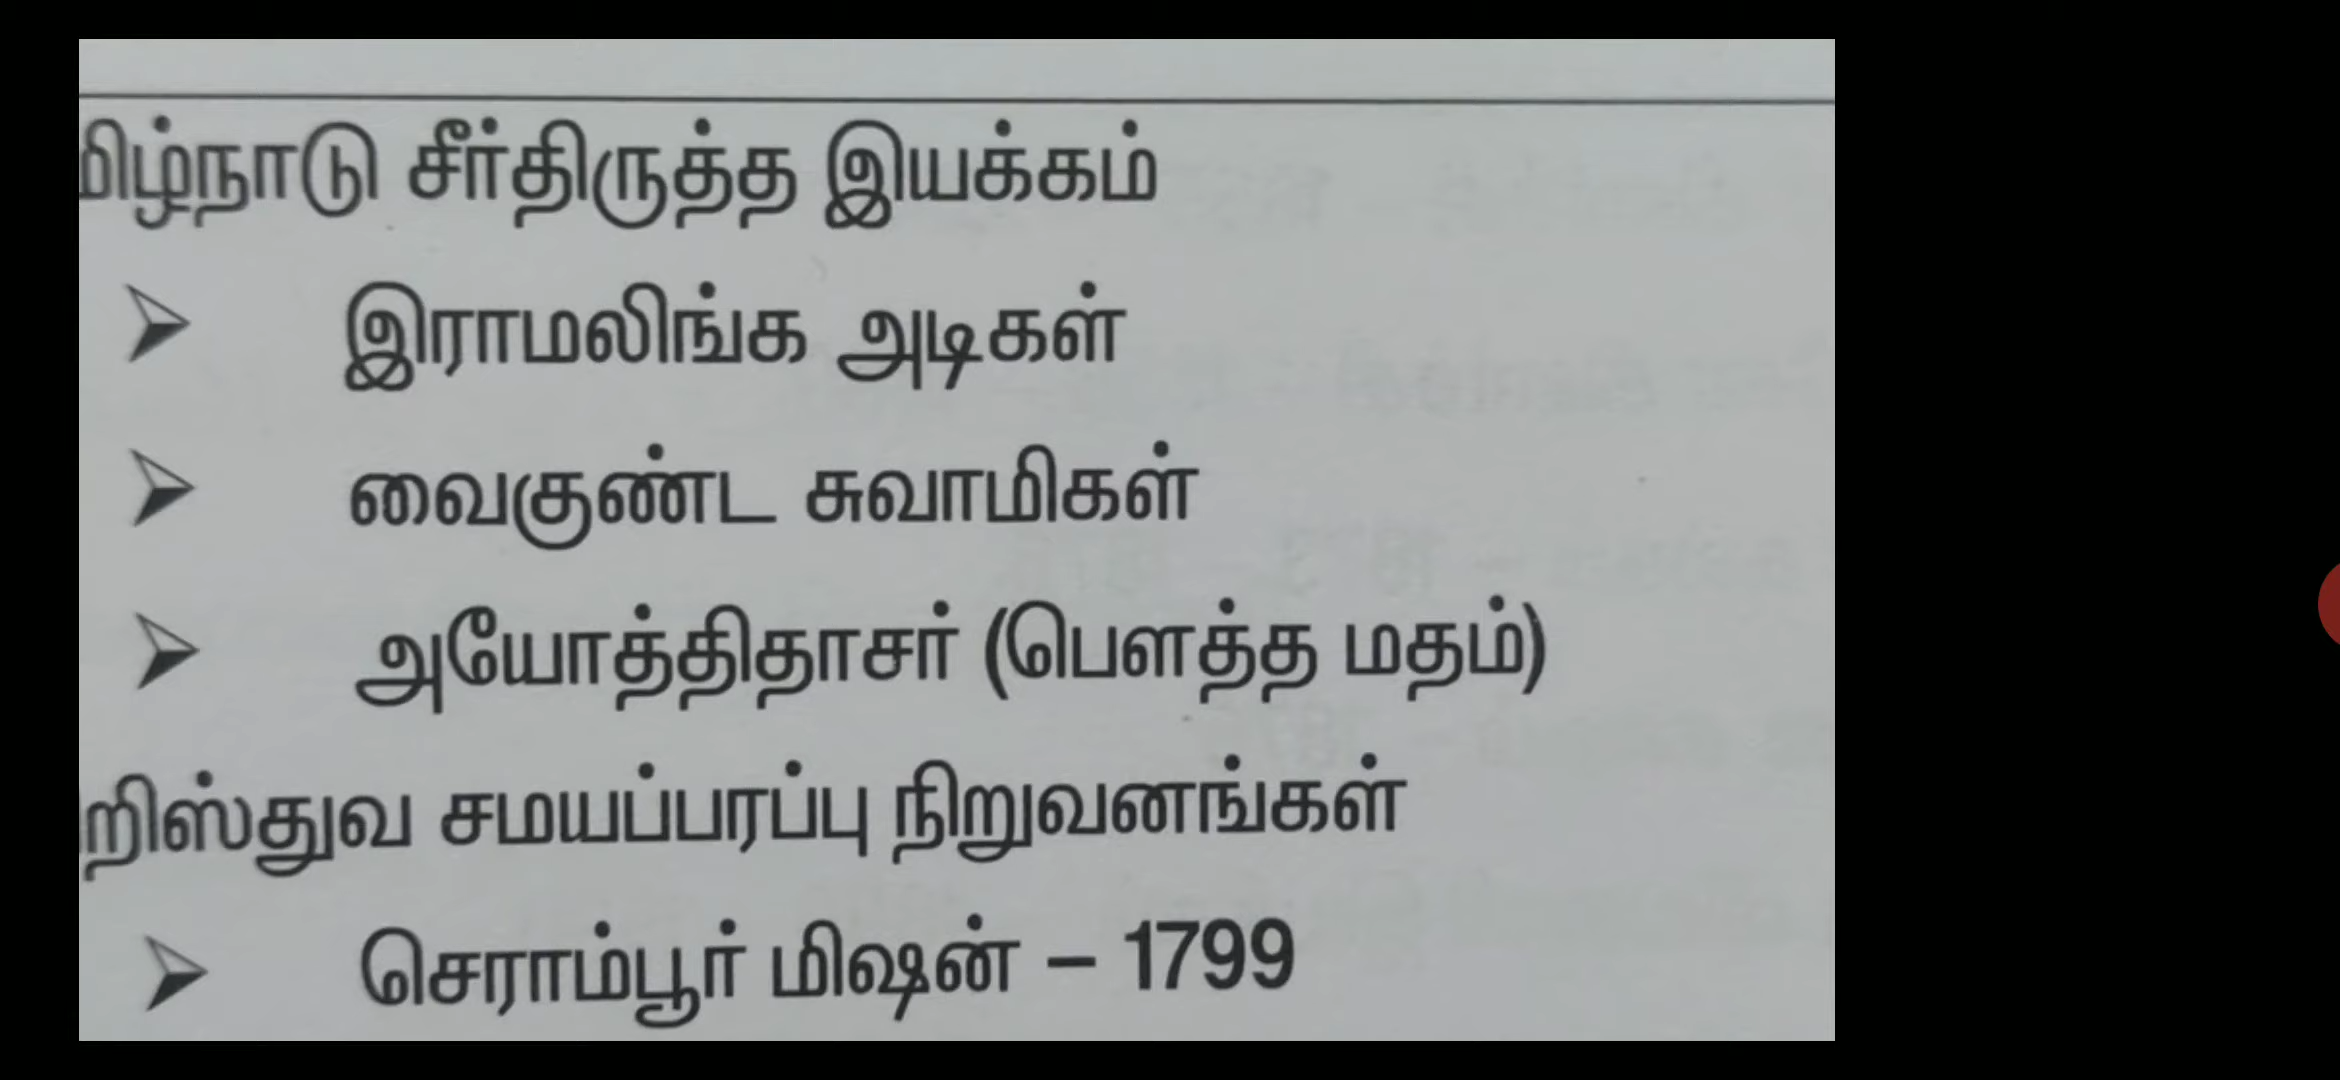 மிழ்நாடு சீர்திருத்த இயக்கம்
➢ இராமலிங்க அடிகள்
➢ வைகுண்ட சுவாமிகள்
➢ அயோத்திதாசர் (பௌத்த மதம்)
றிஸ்துவ சமயப்பரப்பு நிறுவனங்கள்
➢ செராம்பூர் மிஷன் – 1799